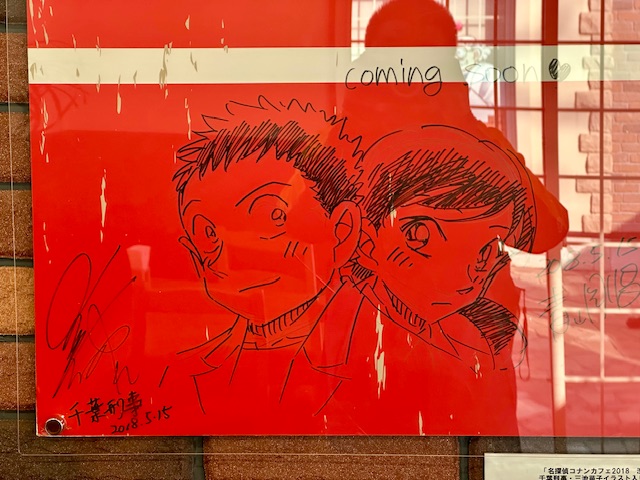 coming soon
千葉刑事
2018.5.15
「名探偵コナンカフェ2018
千葉刑事・三池苗子イラスト入